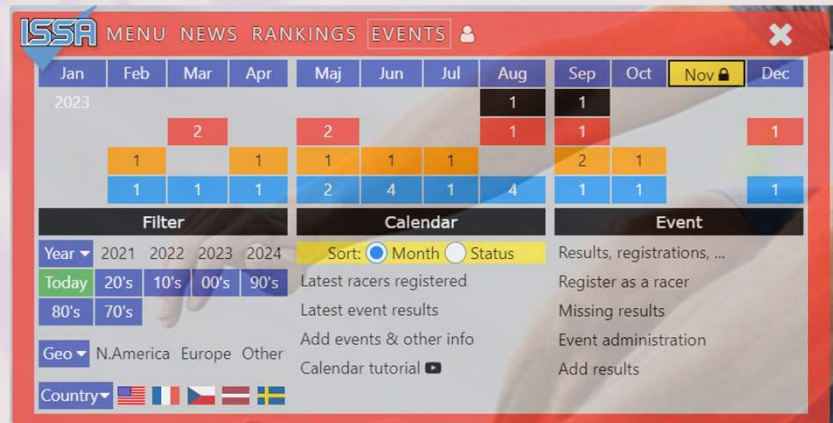 ISSA MENU NEWS RANKINGS EVENTS
Jan Feb Mar Apr Maj Jun Jul Aug Sep Oct Nov Dec
2023 1 1
2 2 1 1 1
1 1 1 1 1 2 1
1 1 1 2 4 1 4 1 1 1
Filter Calendar Event
Year 2021 2022 2023 2024 Sort: Month Status Results, registrations, ...
Today 20's 10's 00's 90's Latest racers registered Register as a racer
80's 70's Latest event results Missing results
Add events & other info Event administration
Geo N.America Europe Other
Calendar tutorial Add results
Country